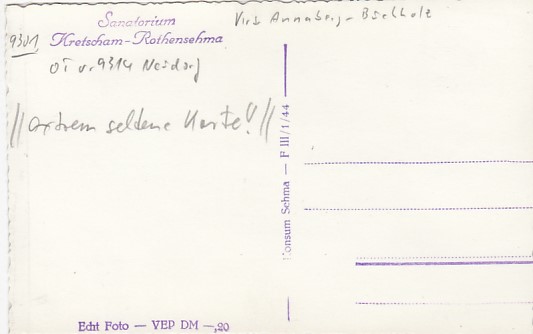 Sanatorium
Kretscham-Rothensehma
9301
OT v. 9314 Neudorf
Krs Annaberg - Buchholz
// extrem seltene Karte! //
Konsum Sehma — F III/1/44
Echt Foto — VEP DM —,20